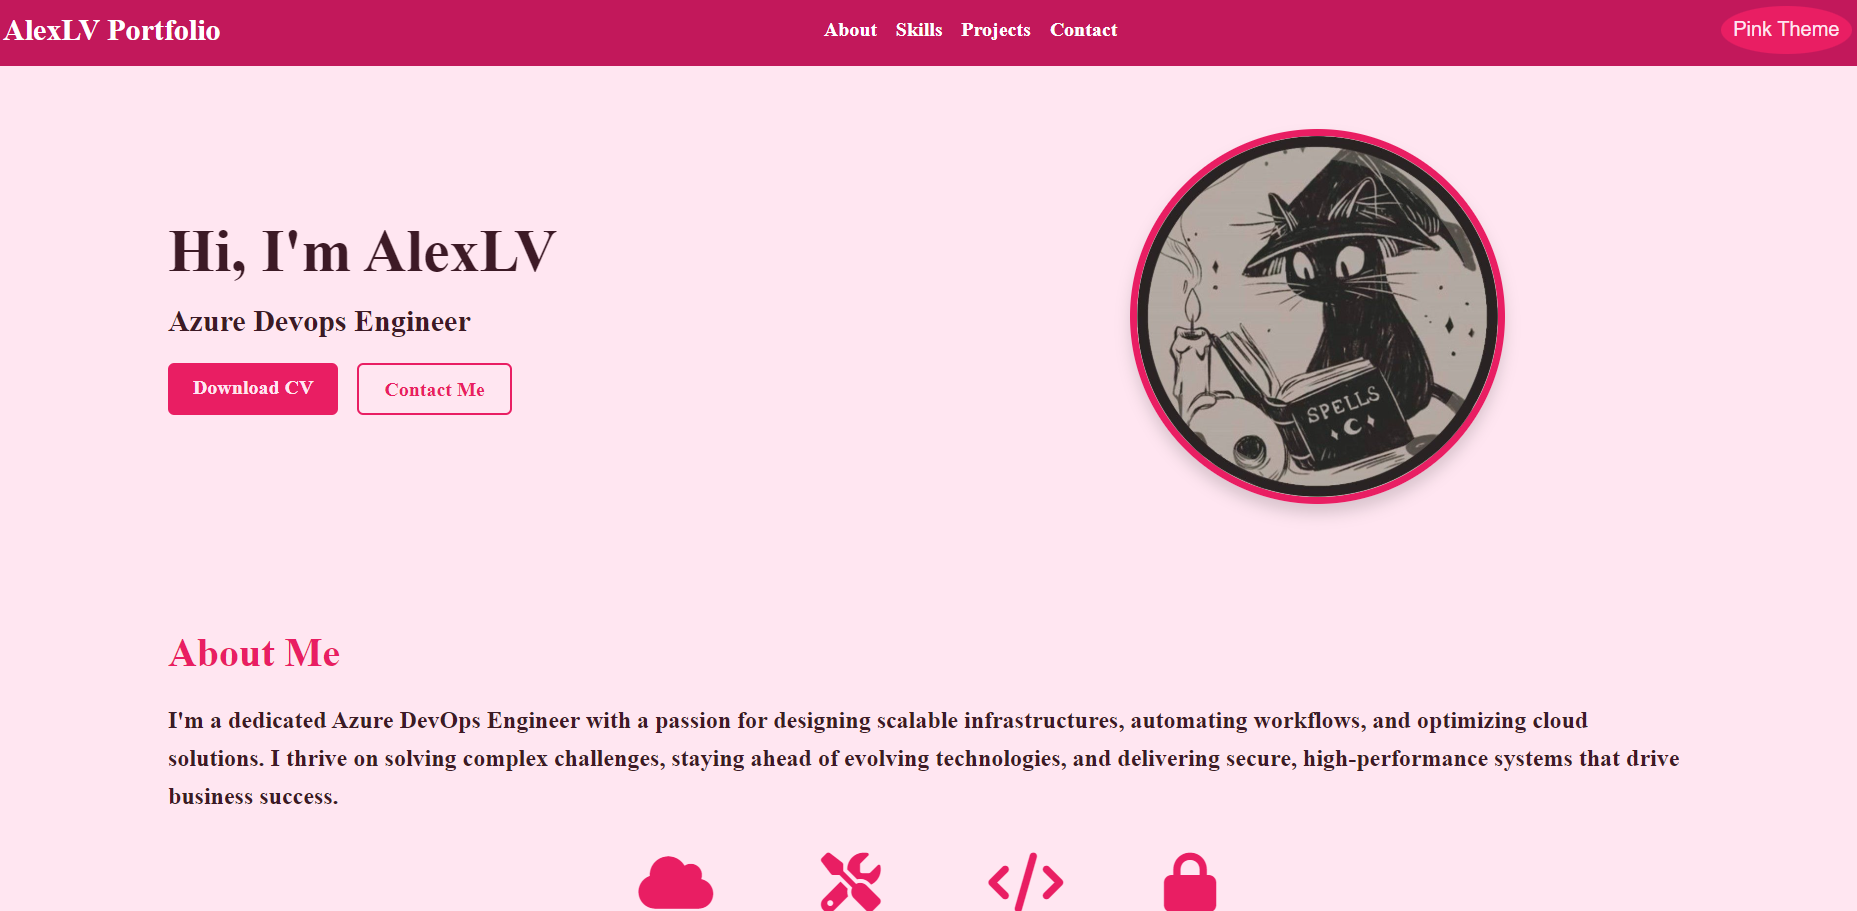 AlexLV Portfolio
About Skills Projects Contact
Pink Theme
Hi, I'm AlexLV
Azure Devops Engineer
Download CV
Contact Me
SPELLS
About Me
I'm a dedicated Azure DevOps Engineer with a passion for designing scalable infrastructures, automating workflows, and optimizing cloud
solutions. I thrive on solving complex challenges, staying ahead of evolving technologies, and delivering secure, high-performance systems that drive
business success.